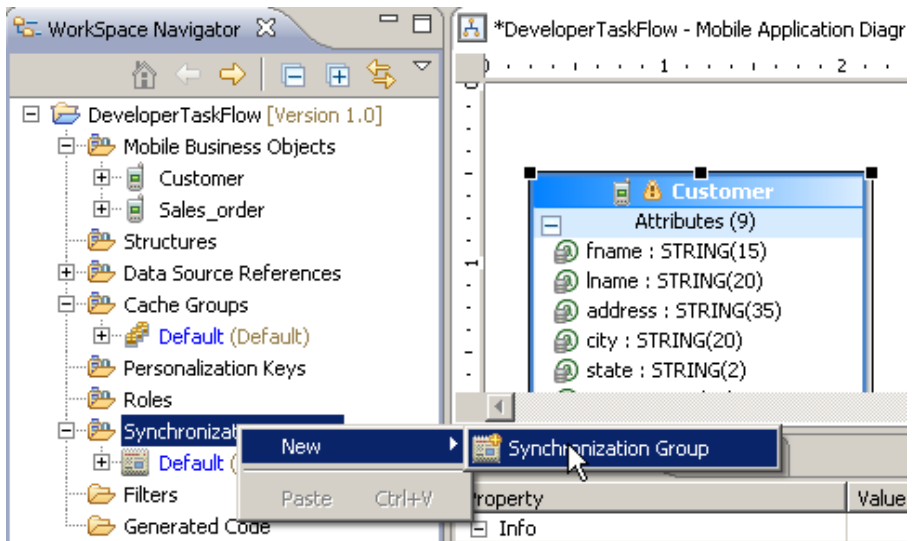 WorkSpace Navigator
*DeveloperTaskFlow - Mobile Application Diagr
1 2
DeveloperTaskFlow [Version 1.0]
Mobile Business Objects
Customer
Sales_order
Structures
Data Source References
Cache Groups
Default (Default)
Personalization Keys
Roles
Synchronizat
Default (
Filters
Generated Code
Customer
Attributes (9)
fname : STRING(15)
lname : STRING(20)
address : STRING(35)
city : STRING(20)
state : STRING(2)
1
New
Synchronization Group
Paste Ctrl+V
Property Value
Info